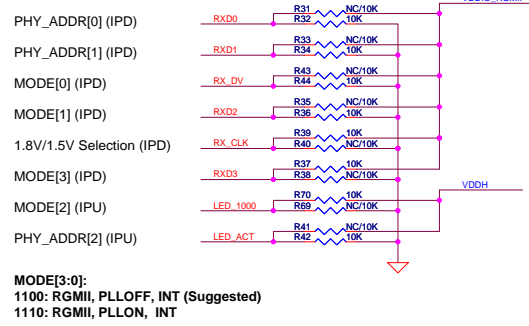 PHY_ADDR[0] (IPD) RXD0 R31 NC/10K
R32 10K
PHY_ADDR[1] (IPD) RXD1 R33 NC/10K
R34 10K
MODE[0] (IPD) RX_DV R43 NC/10K
R44 10K
MODE[1] (IPD) RXD2 R35 NC/10K
R36 10K
1.8V/1.5V Selection (IPD) RX_CLK R39 10K
R40 NC/10K
MODE[3] (IPD) RXD3 R37 10K
R38 NC/10K
VDDH
MODE[2] (IPU) LED_1000 R70 10K
R69 NC/10K
PHY_ADDR[2] (IPU) LED_ACT R41 NC/10K
R42 10K
MODE[3:0]:
1100: RGMII, PLLOFF, INT (Suggested)
1110: RGMII, PLLON, INT